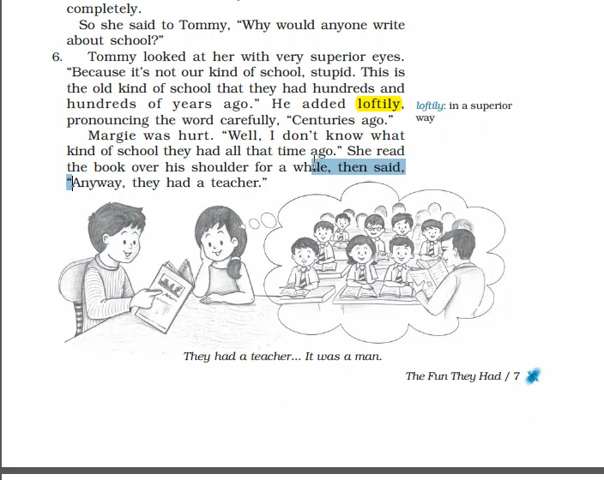 completely.
So she said to Tommy, “Why would anyone write
about school?”
6. Tommy looked at her with very superior eyes.
“Because it’s not our kind of school, stupid. This is
the old kind of school that they had hundreds and
hundreds of years ago.” He added loftily,
pronouncing the word carefully, “Centuries ago.”
loftily: in a superior
way
Margie was hurt. “Well, I don’t know what
kind of school they had all that time ago.” She read
the book over his shoulder for a while, then said,
“Anyway, they had a teacher.”
They had a teacher... It was a man.
The Fun They Had / 7